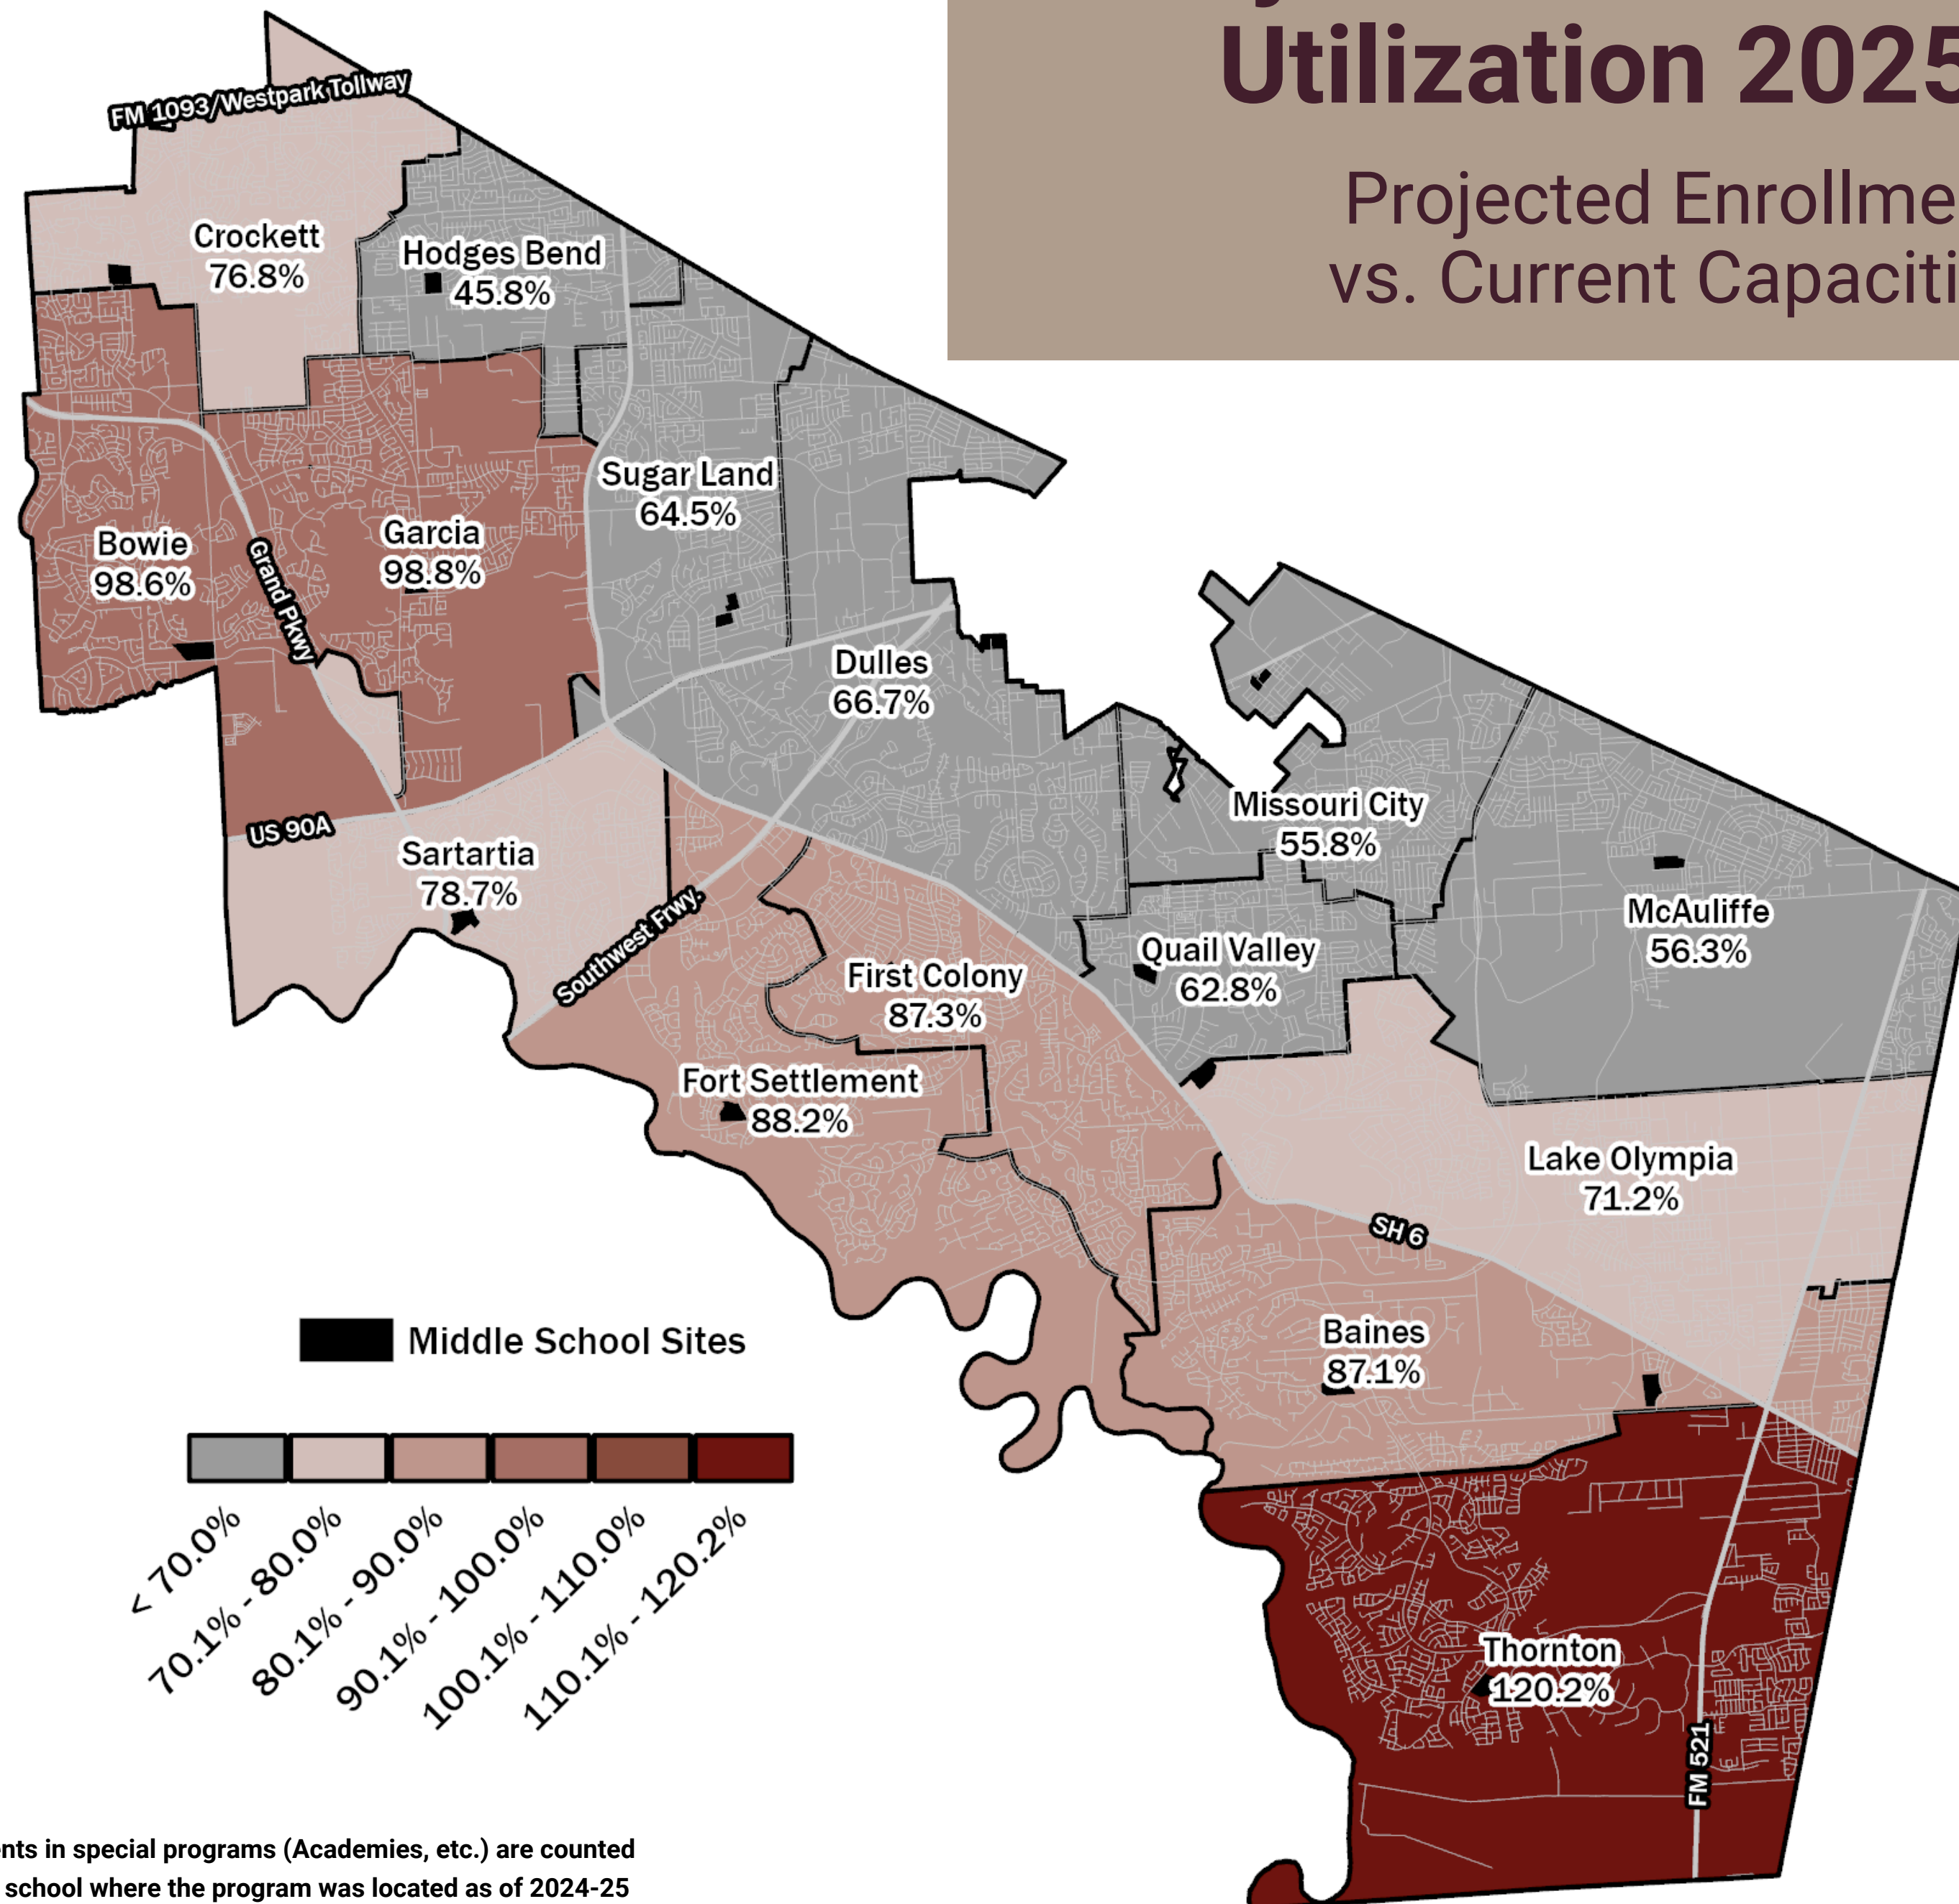 Utilization 2025
Projected Enrollme
vs. Current Capaciti
FM 1093/Westpark Tollway
Crockett
76.8%
Hodges Bend
45.8%
Sugar Land
64.5%
Bowie
98.6%
Grand Pkwy
Garcia
98.8%
Dulles
66.7%
Missouri City
55.8%
US 90A
Sartartia
78.7%
Southwest Frwy.
McAuliffe
56.3%
Quail Valley
62.8%
First Colony
87.3%
Fort Settlement
88.2%
Lake Olympia
71.2%
SH 6
Baines
87.1%
Middle School Sites
< 70.0%
70.1% - 80.0%
80.1% - 90.0%
90.1% - 100.0%
100.1% - 110.0%
110.1% - 120.2%
Thornton
120.2%
FM 521
nts in special programs (Academies, etc.) are counted
school where the program was located as of 2024-25